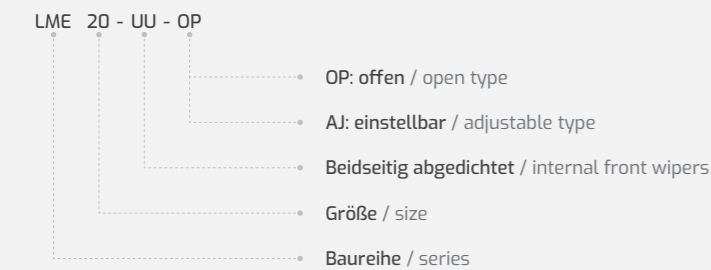 LME 20 - UU - OP
OP: offen / open type
AJ: einstellbar / adjustable type
Beidseitig abgedichtet / internal front wipers
Größe / size
Baureihe / series